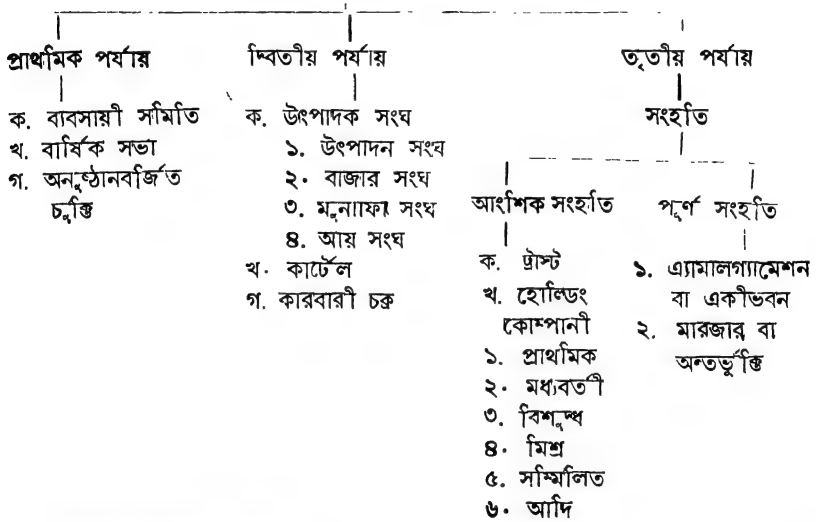 প্রাথমিক পর্যায়
ক. ব্যবসায়ী সমিতি
খ. বার্ষিক সভা
গ. অনুষ্ঠানবর্জিত
চুক্তি
দ্বিতীয় পর্যায়
ক. উৎপাদক সংঘ
১. উৎপাদন সংঘ
২. বাজার সংঘ
৩. মুনাফা সংঘ
৪. আয় সংঘ
খ. কার্টেল
গ. কারবারী চক্র
তৃতীয় পর্যায়
সংহতি
আংশিক সংহতি
ক. ট্রাস্ট
খ. হোল্ডিং
কোম্পানী
১. প্রাথমিক
২. মধ্যবর্তী
৩. বিশুদ্ধ
৪. মিশ্র
৫. সম্মিলিত
৬. আদি
পূর্ণ সংহতি
১. এ্যামালগ্যামেশন
বা একীভবন
২. মারজার বা
অন্তর্ভুক্তি